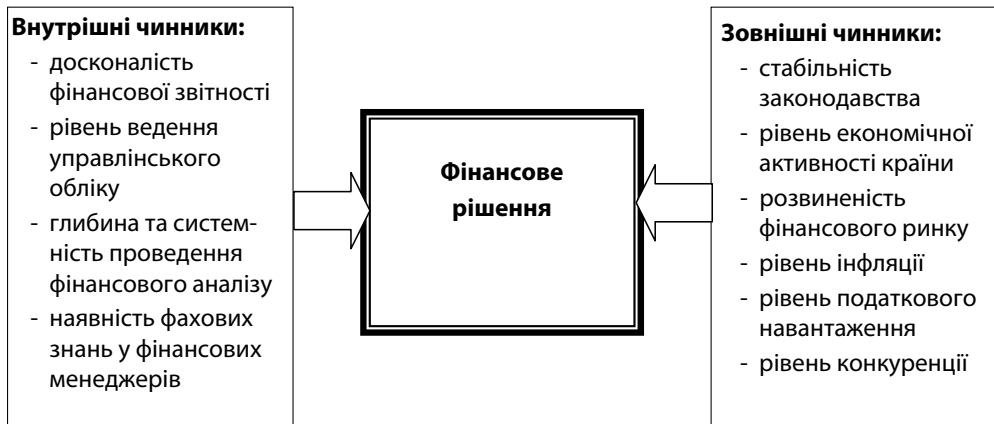 Внутрішні чинники:
- досконалість
фінансової звітності
- рівень ведення
управлінського
обліку
- глибина та систем-
ність проведення
фінансового аналізу
- наявність фахових
знань у фінансових
менеджерів
Фінансове
рішення
Зовнішні чинники:
- стабільність
законодавства
- рівень економічної
активності країни
- розвиненість
фінансового ринку
- рівень інфляції
- рівень податкового
навантаження
- рівень конкуренції